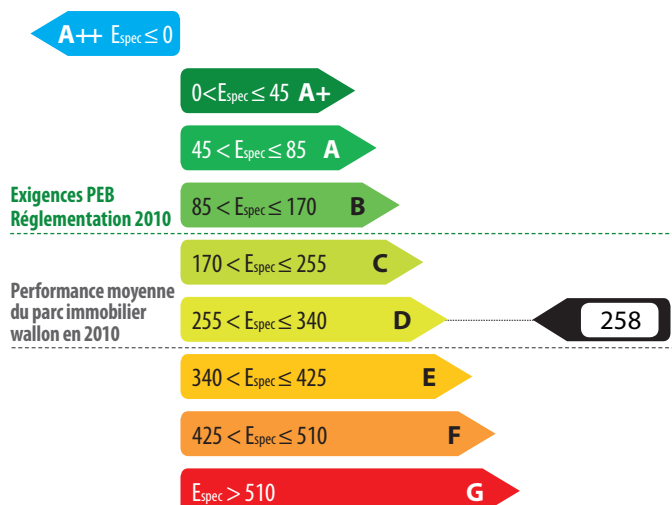 A++ Espec ≤ 0
0<Espec ≤ 45 A+
45 < Espec ≤ 85 A
Exigences PEB
Réglementation 2010
85 < Espec ≤ 170 B
170 < Espec ≤ 255 C
Performance moyenne
du parc immobilier
wallon en 2010
255 < Espec ≤ 340 D
258
340 < Espec ≤ 425 E
425 < Espec ≤ 510 F
Espec > 510 G